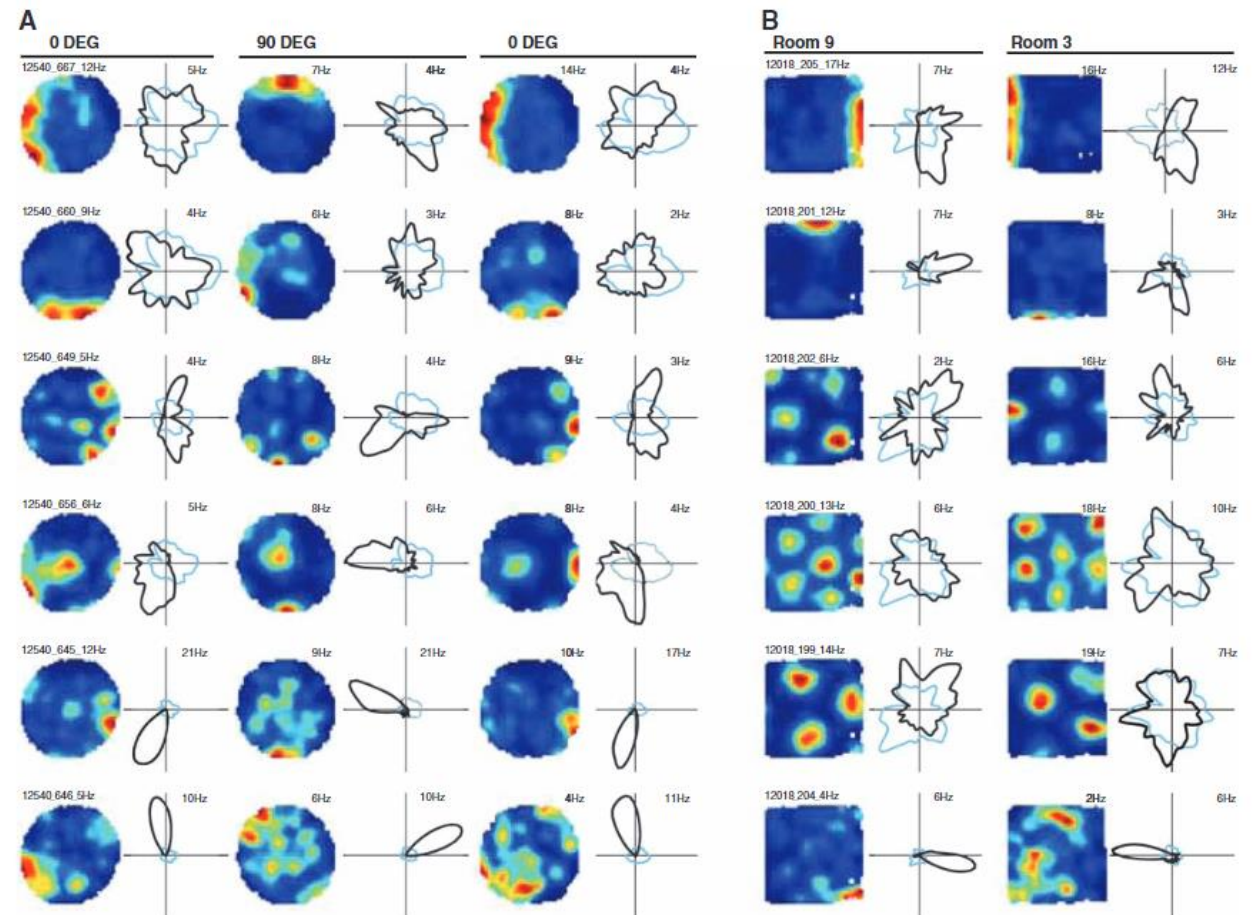 A B
0 DEG 90 DEG 0 DEG Room 9 Room 3
12540_667_12Hz 5Hz 7Hz 4Hz 14Hz 4Hz 12018_205_17Hz 7Hz 16Hz 12Hz
12540_660_9Hz 4Hz 6Hz 3Hz 8Hz 2Hz 12018_201_12Hz 7Hz 8Hz 3Hz
12540_649_5Hz 4Hz 8Hz 4Hz 9Hz 3Hz 12018_202_6Hz 2Hz 16Hz 6Hz
12540_656_6Hz 5Hz 8Hz 6Hz 8Hz 4Hz 12018_200_13Hz 6Hz 18Hz 10Hz
12540_645_12Hz 21Hz 9Hz 21Hz 10Hz 17Hz 12018_199_14Hz 7Hz 19Hz 7Hz
12540_646_5Hz 10Hz 6Hz 10Hz 4Hz 11Hz 12018_204_4Hz 6Hz 2Hz 6Hz